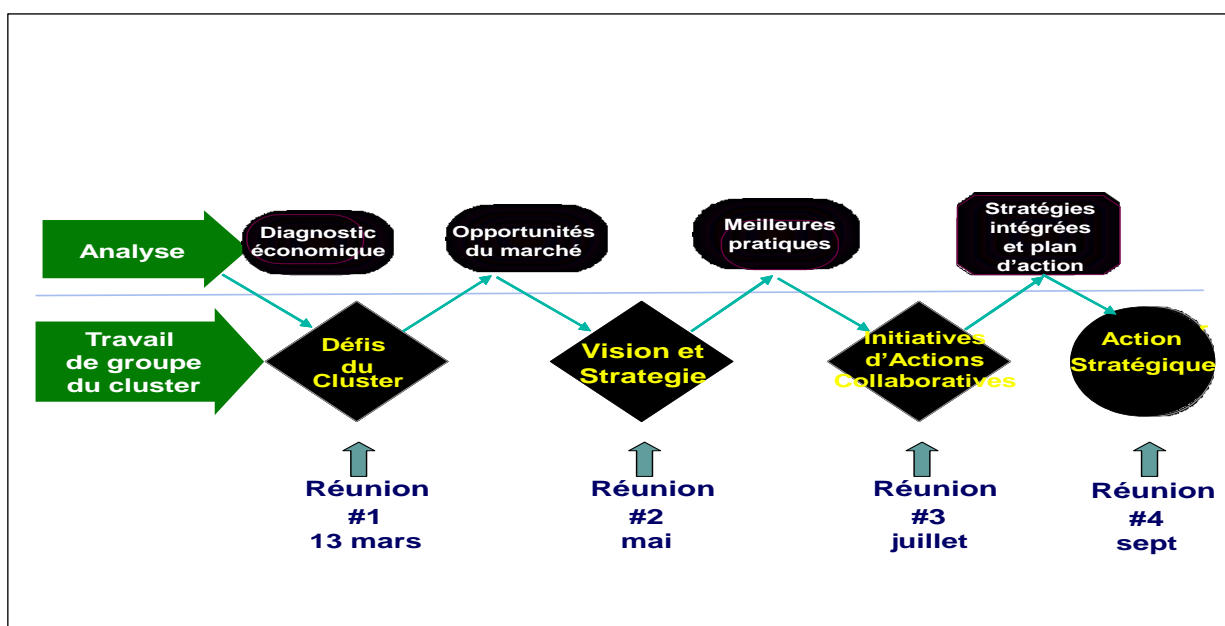 Analyse
Diagnostic
économique
Opportunités
du marché
Meilleures
pratiques
Stratégies
intégrées
et plan
d'action
Travail
de groupe
du cluster
Défis
du
Cluster
Vision et
Strategie
Initiatives
d'Actions
Collaboratives
Action
Stratégique
Réunion
#1
13 mars
Réunion
#2
mai
Réunion
#3
juillet
Réunion
#4
sept